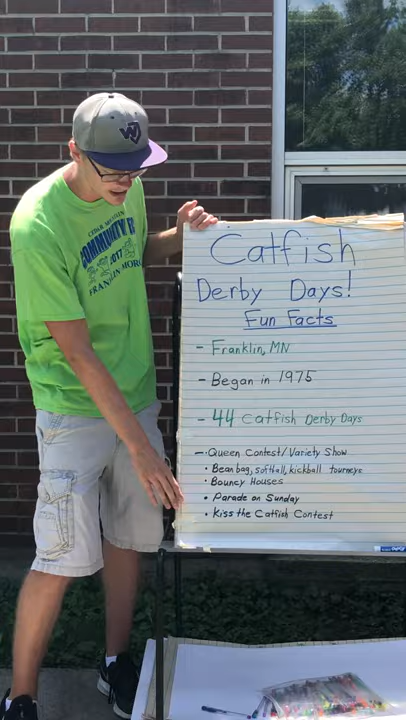 Catfish
Derby Days!
Fun Facts
- Franklin, MN
- Began in 1975
- 44 Catfish Derby Days
- Queen Contest/Variety Show
• Bean bag, softball, kickball tourneys
• Bouncy Houses
• Parade on Sunday
• Kiss the Catfish Contest
COMMUNITY
2017
FRANKLIN MOR